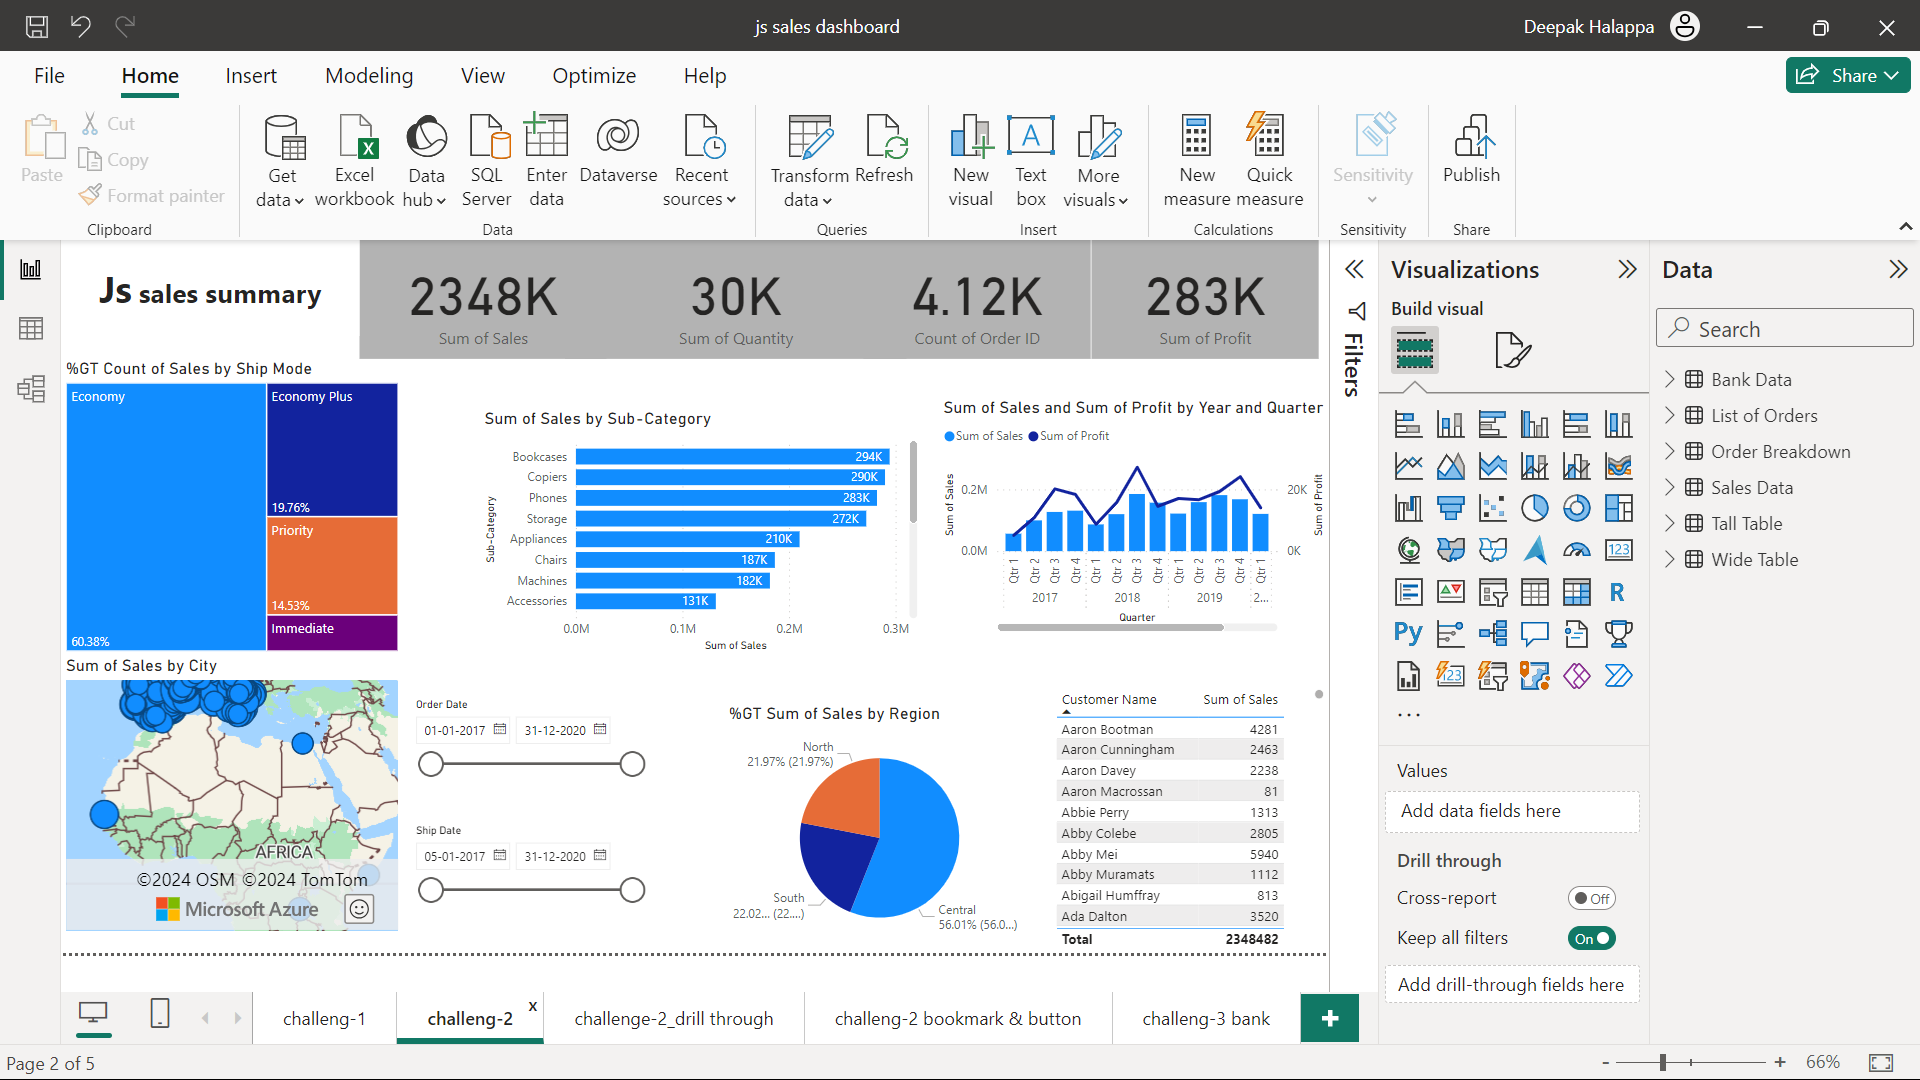 js sales dashboard
Deepak Halappa
File Home Insert Modeling View Optimize Help
Share
Paste
Cut
Copy
Format painter
Clipboard
Get data
Excel workbook
Data hub
SQL Server
Enter data
Dataverse
Recent sources
Data
Transform data
Refresh
Queries
New visual
Text box
More visuals
Insert
New measure
Quick measure
Calculations
Sensitivity
Sensitivity
Publish
Share
Js sales summary
2348K
Sum of Sales
30K
Sum of Quantity
4.12K
Count of Order ID
283K
Sum of Profit
%GT Count of Sales by Ship Mode
Economy
60.38%
Economy Plus
19.76%
Priority
14.53%
Immediate
Sum of Sales by Sub-Category
Sub-Category
Bookcases 294K
Copiers 290K
Phones 283K
Storage 272K
Appliances 210K
Chairs 187K
Machines 182K
Accessories 131K
0.0M 0.1M 0.2M 0.3M
Sum of Sales
Sum of Sales and Sum of Profit by Year and Quarter
Sum of Sales Sum of Profit
Sum of Sales
0.2M
0.0M
20K
0K
Sum of Profit
Qtr 1 Qtr 2 Qtr 3 Qtr 4 Qtr 1 Qtr 2 Qtr 3 Qtr 4 Qtr 1 Qtr 2 Qtr 3 Qtr 4 Qtr 1
2017 2018 2019 2...
Quarter
Sum of Sales by City
AFRICA
©2024 OSM ©2024 TomTom
Microsoft Azure
Order Date
01-01-2017 31-12-2020
Ship Date
05-01-2017 31-12-2020
%GT Sum of Sales by Region
North
21.97% (21.97%)
South
22.02... (22....)
Central
56.01% (56.0...)
Customer Name Sum of Sales
Aaron Bootman 4281
Aaron Cunningham 2463
Aaron Davey 2238
Aaron Macrossan 81
Abbie Perry 1313
Abby Colebe 2805
Abby Mei 5940
Abby Muramats 1112
Abigail Humffray 813
Ada Dalton 3520
Total 2348482
Filters
Visualizations
Build visual
123
R
Py
123
...
Values
Add data fields here
Drill through
Cross-report Off
Keep all filters On
Add drill-through fields here
Data
Search
Bank Data
List of Orders
Order Breakdown
Sales Data
Tall Table
Wide Table
challeng-1
challeng-2 x
challenge-2_drill through
challeng-2 bookmark & button
challeng-3 bank
+
Page 2 of 5
- + 66%